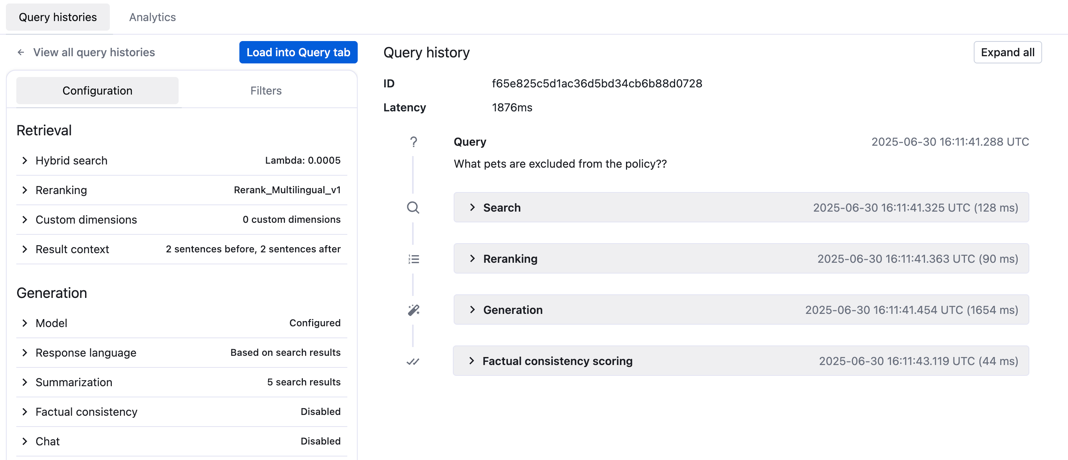 Query histories
Analytics
View all query histories
Load into Query tab
Configuration
Filters
Retrieval
Hybrid search Lambda: 0.0005
Reranking Rerank_Multilingual_v1
Custom dimensions 0 custom dimensions
Result context 2 sentences before, 2 sentences after
Generation
Model Configured
Response language Based on search results
Summarization 5 search results
Factual consistency Disabled
Chat Disabled
Query history
Expand all
ID f65e825c5d1ac36d5bd34cb6b88d0728
Latency 1876ms
Query 2025-06-30 16:11:41.288 UTC
What pets are excluded from the policy??
Search 2025-06-30 16:11:41.325 UTC (128 ms)
Reranking 2025-06-30 16:11:41.363 UTC (90 ms)
Generation 2025-06-30 16:11:41.454 UTC (1654 ms)
Factual consistency scoring 2025-06-30 16:11:43.119 UTC (44 ms)